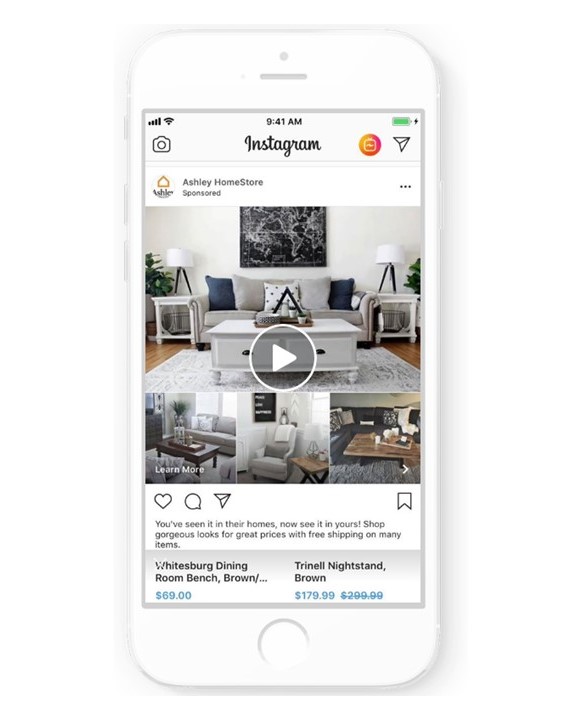 9:41 AM
Instagram
Ashley HomeStore
Ashley
Sponsored
Learn More
You've seen it in their homes, now see it in yours! Shop
gorgeous looks for great prices with free shipping on many
items.
Whitesburg Dining
Room Bench, Brown/...
$69.00
Trinell Nightstand,
Brown
$179.99 $299.99